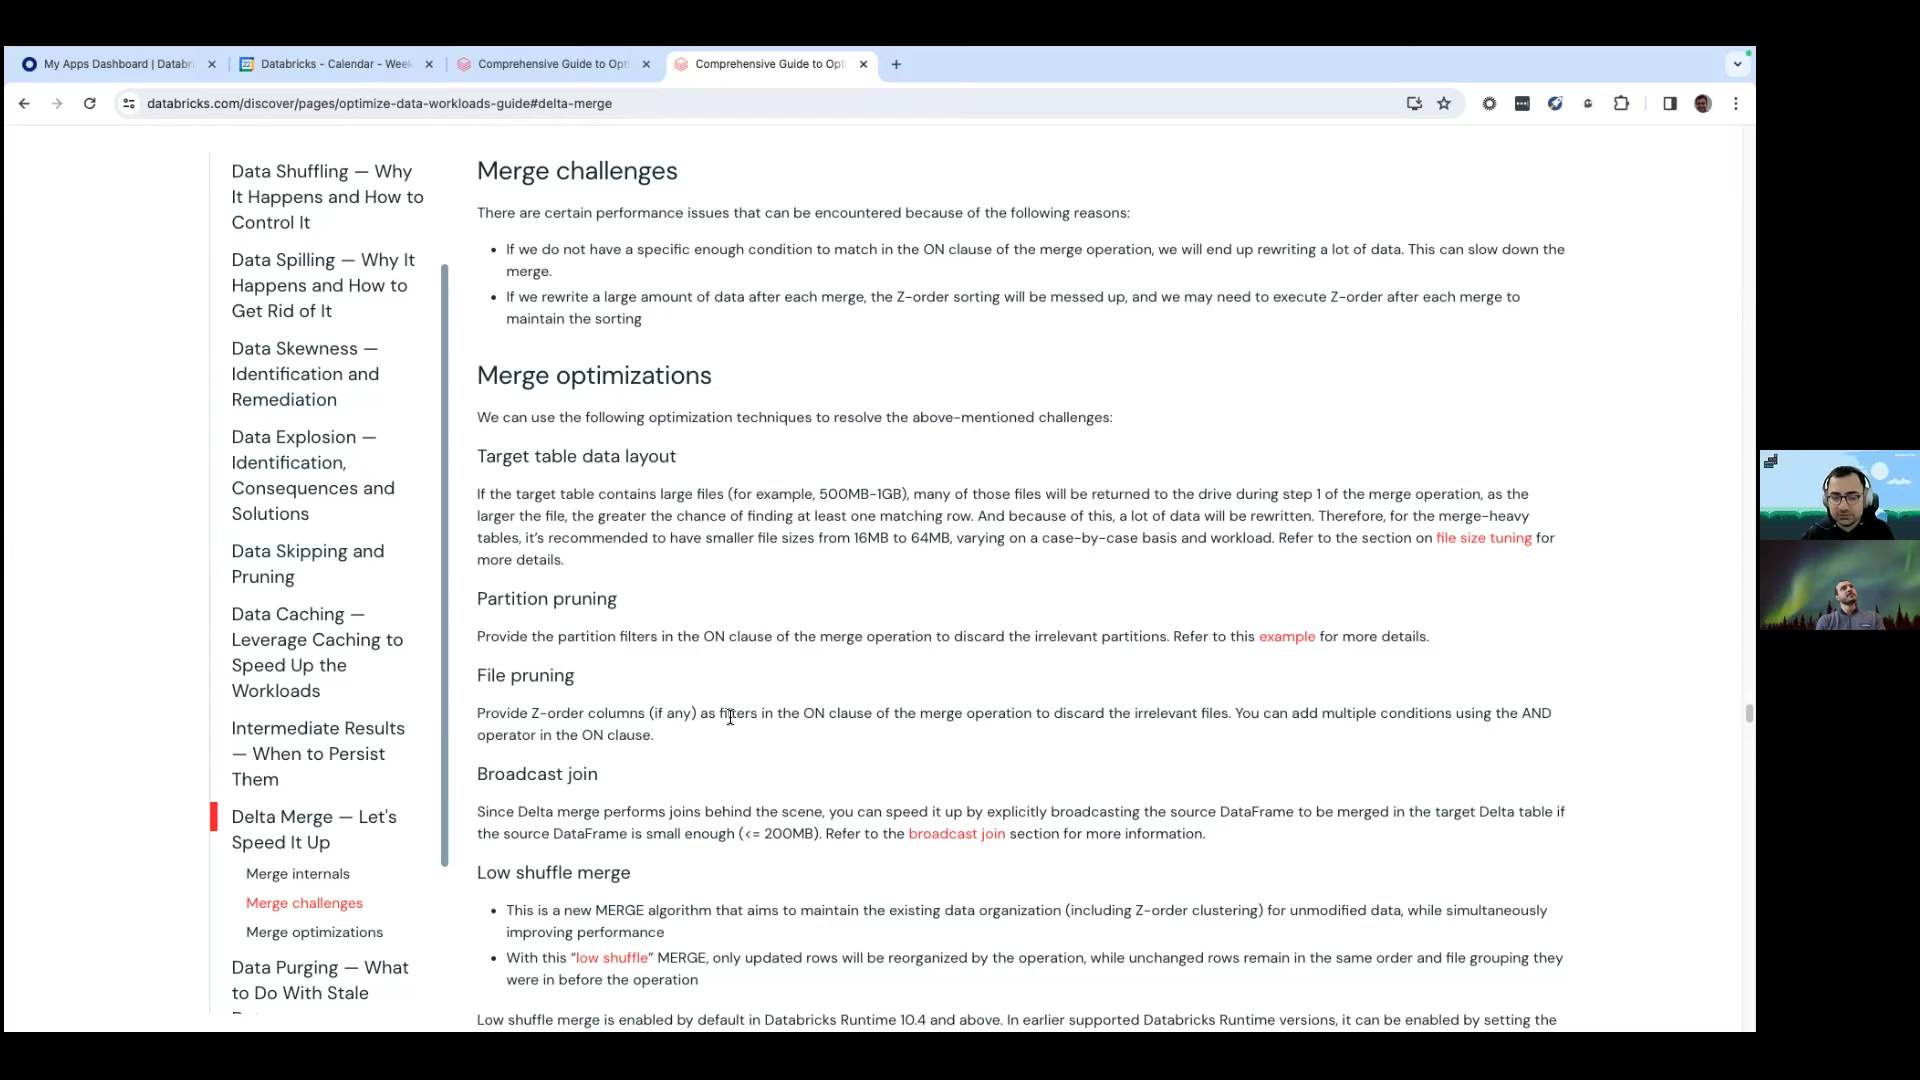 My Apps Dashboard | Databri
Databricks - Calendar - Week
Comprehensive Guide to Opti
Comprehensive Guide to Opti
databricks.com/discover/pages/optimize-data-workloads-guide#delta-merge
Data Shuffling — Why
It Happens and How to
Control It
Data Spilling — Why It
Happens and How to
Get Rid of It
Data Skewness —
Identification and
Remediation
Data Explosion —
Identification,
Consequences and
Solutions
Data Skipping and
Pruning
Data Caching —
Leverage Caching to
Speed Up the
Workloads
Intermediate Results
— When to Persist
Them
Delta Merge — Let's
Speed It Up
Merge internals
Merge challenges
Merge optimizations
Data Purging — What
to Do With Stale
Merge challenges
There are certain performance issues that can be encountered because of the following reasons:
• If we do not have a specific enough condition to match in the ON clause of the merge operation, we will end up rewriting a lot of data. This can slow down the
merge.
• If we rewrite a large amount of data after each merge, the Z-order sorting will be messed up, and we may need to execute Z-order after each merge to
maintain the sorting
Merge optimizations
We can use the following optimization techniques to resolve the above-mentioned challenges:
Target table data layout
If the target table contains large files (for example, 500MB-1GB), many of those files will be returned to the drive during step 1 of the merge operation, as the
larger the file, the greater the chance of finding at least one matching row. And because of this, a lot of data will be rewritten. Therefore, for the merge-heavy
tables, it's recommended to have smaller file sizes from 16MB to 64MB, varying on a case-by-case basis and workload. Refer to the section on file size tuning for
more details.
Partition pruning
Provide the partition filters in the ON clause of the merge operation to discard the irrelevant partitions. Refer to this example for more details.
File pruning
Provide Z-order columns (if any) as filters in the ON clause of the merge operation to discard the irrelevant files. You can add multiple conditions using the AND
operator in the ON clause.
Broadcast join
Since Delta merge performs joins behind the scene, you can speed it up by explicitly broadcasting the source DataFrame to be merged in the target Delta table if
the source DataFrame is small enough (<= 200MB). Refer to the broadcast join section for more information.
Low shuffle merge
• This is a new MERGE algorithm that aims to maintain the existing data organization (including Z-order clustering) for unmodified data, while simultaneously
improving performance
• With this “low shuffle” MERGE, only updated rows will be reorganized by the operation, while unchanged rows remain in the same order and file grouping they
were in before the operation
Low shuffle merge is enabled by default in Databricks Runtime 10.4 and above. In earlier supported Databricks Runtime versions, it can be enabled by setting the